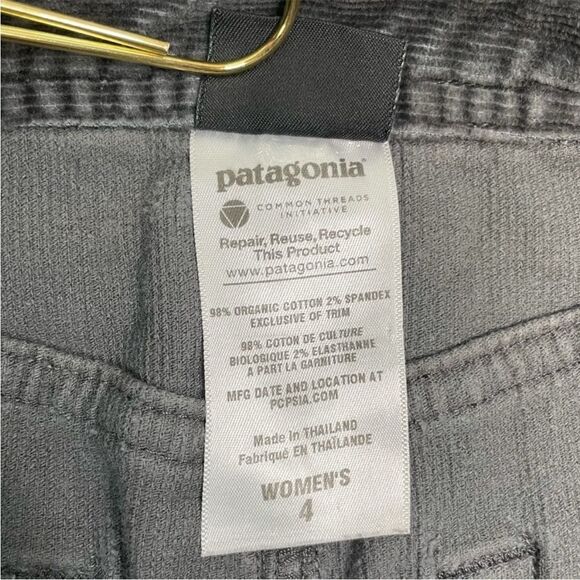 patagonia®
COMMON THREADS
INITIATIVE
Repair, Reuse, Recycle
This Product
www.patagonia.com
98% ORGANIC COTTON 2% SPANDEX
EXCLUSIVE OF TRIM
98% COTON DE CULTURE
BIOLOGIQUE 2% ELASTHANNE
A PART LA GARNITURE
MFG DATE AND LOCATION AT
PCPSIA.COM
Made in THAILAND
Fabriqué EN THAÏLANDE
WOMEN'S
4